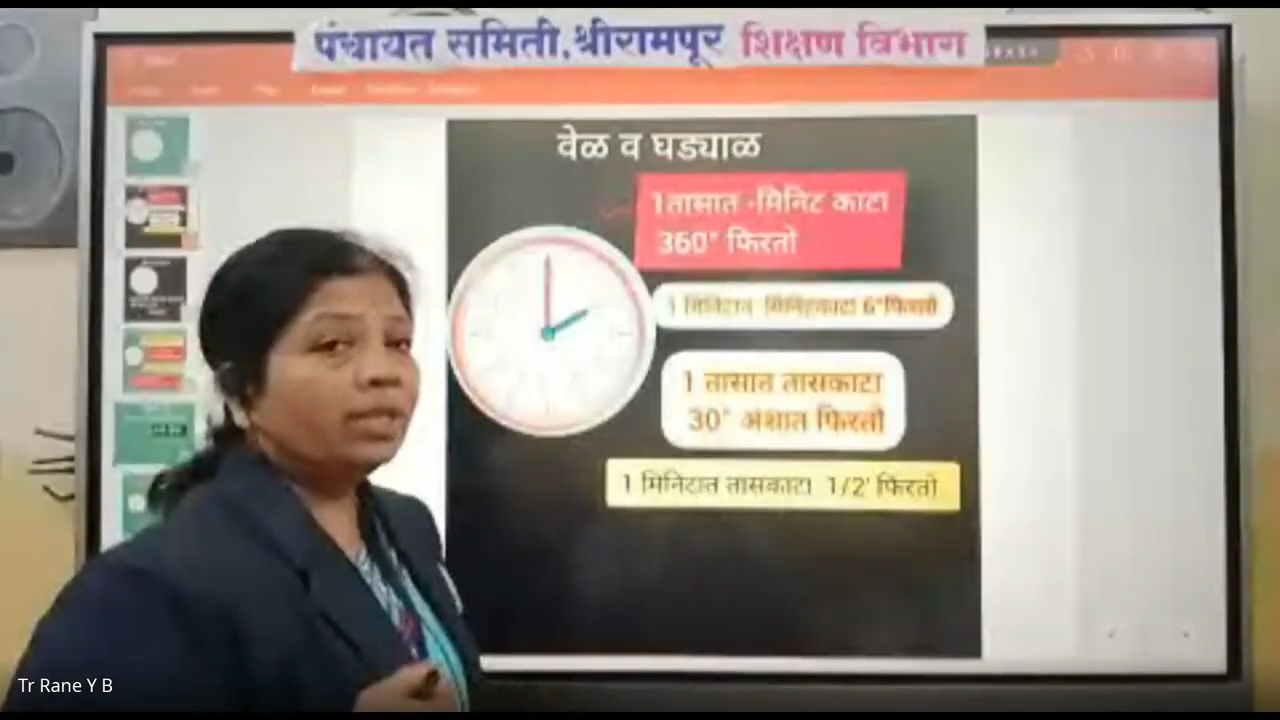 पंचायत समिती,श्रीरामपूर शिक्षण विभाग
वेळ व घड्याळ
1तासात -मिनिट काटा
360° फिरतो
1 मिनिटात मिनिटकाटा 6°फिरतो
1 तासात तासकाटा
30° अंशात फिरतो
1 मिनिटात तासकाटा 1/2' फिरतो
Tr Rane Y B